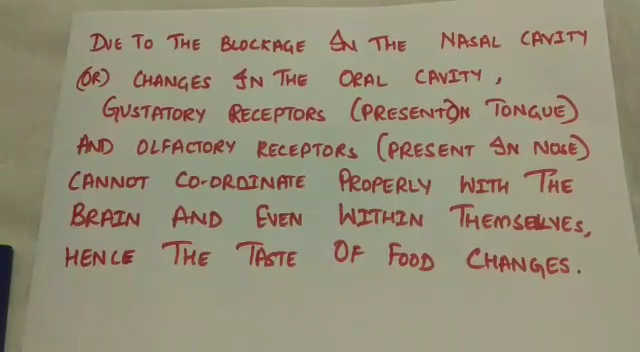 DUE TO THE BLOCKAGE IN THE NASAL CAVITY
(OR) CHANGES IN THE ORAL CAVITY,
GUSTATORY RECEPTORS (PRESENT ON TONGUE)
AND OLFACTORY RECEPTORS (PRESENT IN NOSE)
CANNOT CO-ORDINATE PROPERLY WITH THE
BRAIN AND EVEN WITHIN THEMSELVES,
HENCE THE TASTE OF FOOD CHANGES.